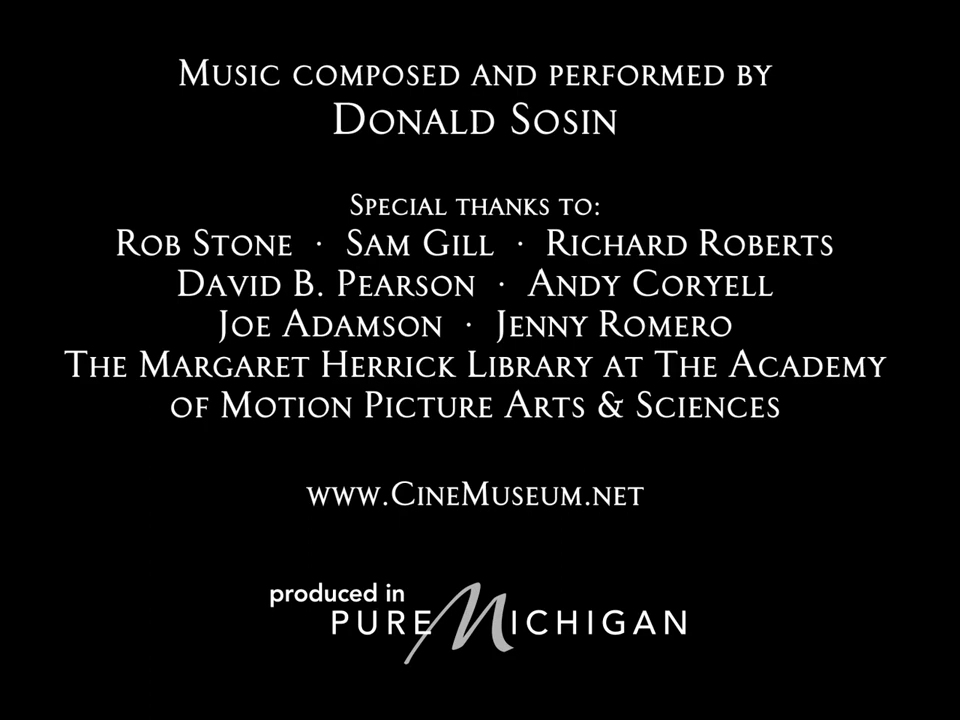 Music composed and performed by
Donald Sosin
Special thanks to:
Rob Stone · Sam Gill · Richard Roberts
David B. Pearson · Andy Coryell
Joe Adamson · Jenny Romero
The Margaret Herrick Library at The Academy
of Motion Picture Arts & Sciences
www.CineMuseum.net
produced in
PURE MICHIGAN